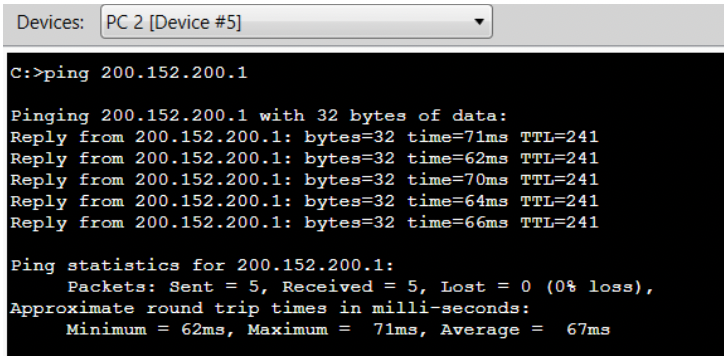 Devices: PC 2 [Device #5]
C:>ping 200.152.200.1
Pinging 200.152.200.1 with 32 bytes of data:
Reply from 200.152.200.1: bytes=32 time=71ms TTL=241
Reply from 200.152.200.1: bytes=32 time=62ms TTL=241
Reply from 200.152.200.1: bytes=32 time=70ms TTL=241
Reply from 200.152.200.1: bytes=32 time=64ms TTL=241
Reply from 200.152.200.1: bytes=32 time=66ms TTL=241
Ping statistics for 200.152.200.1:
Packets: Sent = 5, Received = 5, Lost = 0 (0% loss),
Approximate round trip times in milli-seconds:
Minimum = 62ms, Maximum =  71ms, Average =  67ms